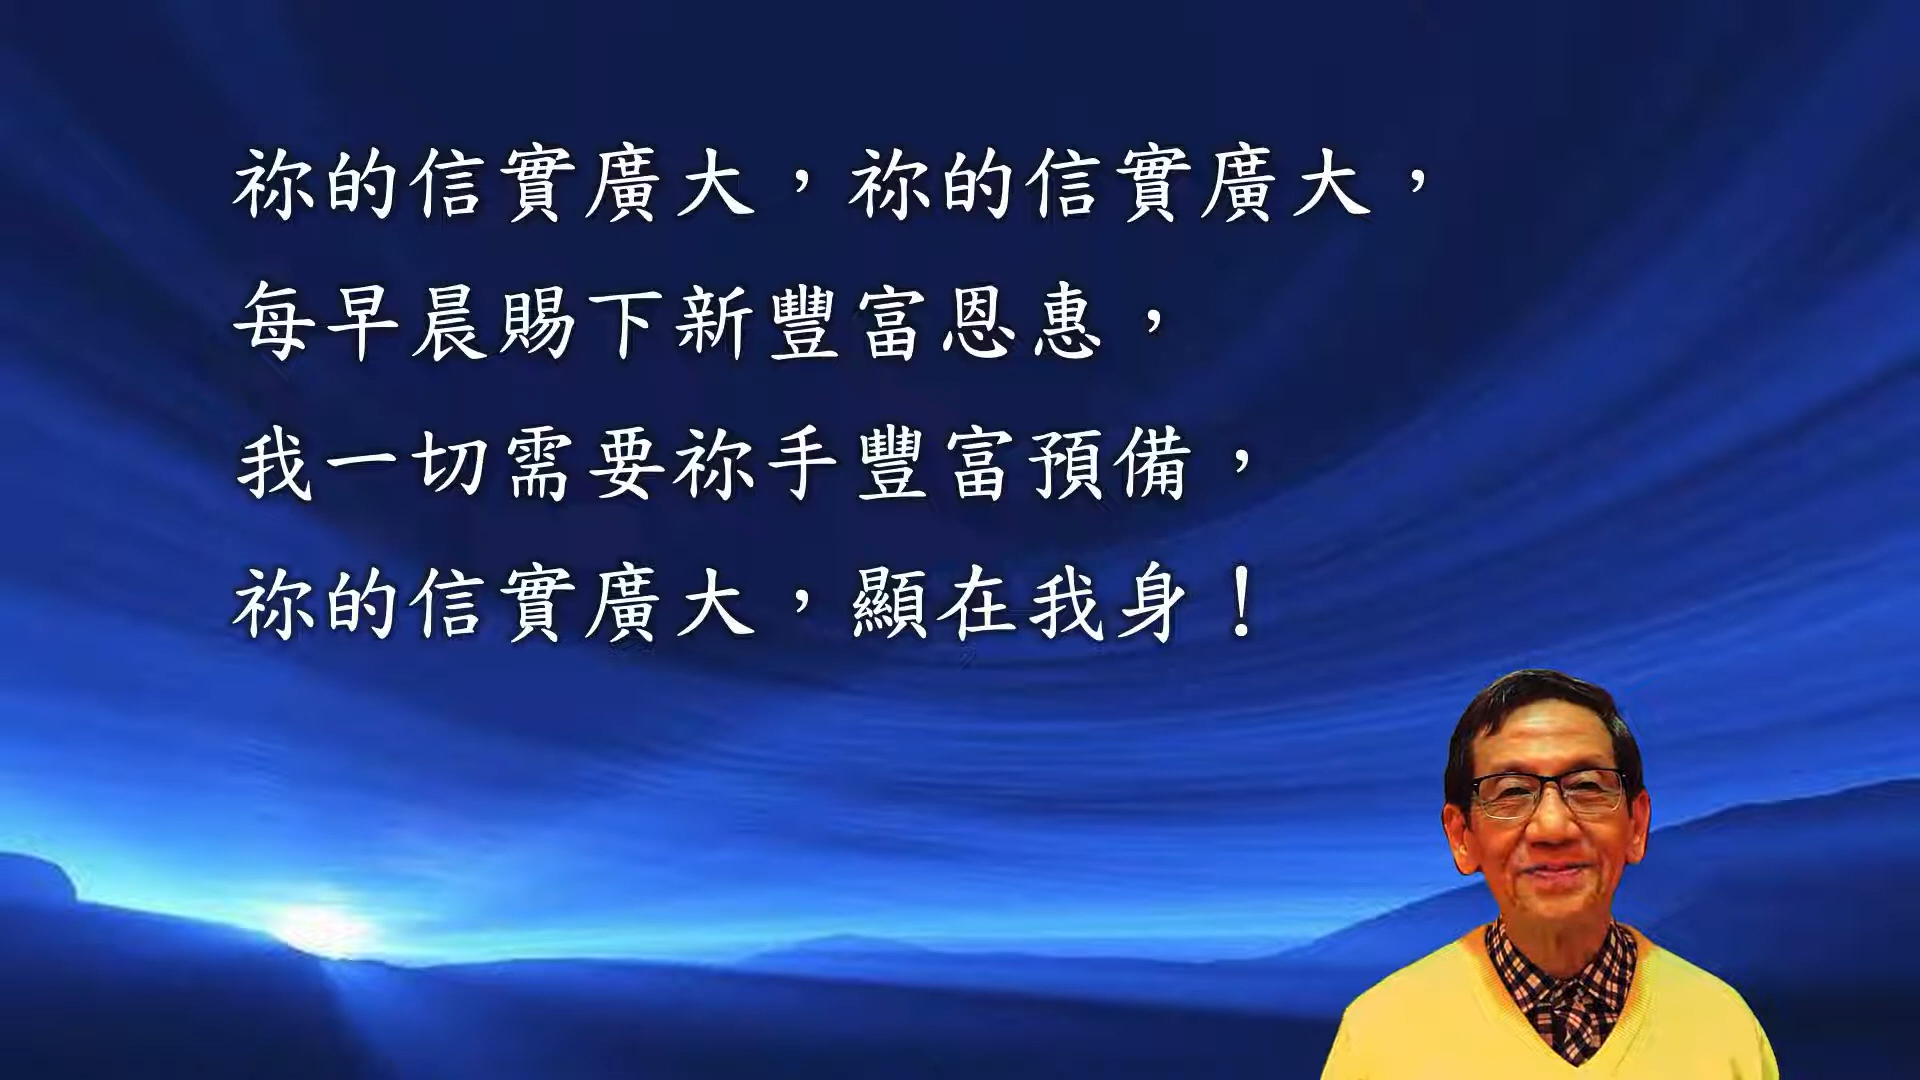 祢的信實廣大，祢的信實廣大，
每早晨賜下新豐富恩惠，
我一切需要祢手豐富預備，
祢的信實廣大，顯在我身！